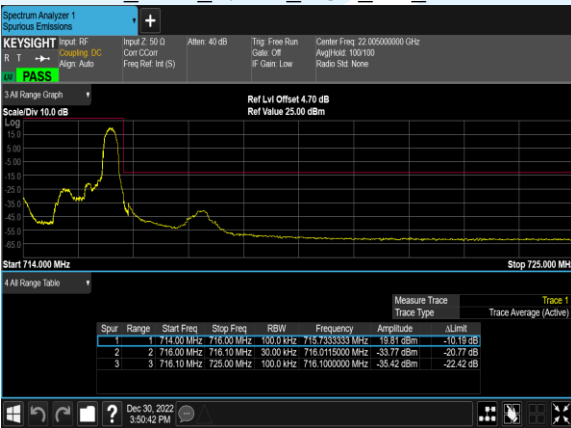 Spectrum Analyzer 1
Spurious Emissions
KEYSIGHT
R T
LVI PASS
Input: RF
Coupling: DC
Align: Auto
Input Z: 50 Ω
Corr CCorr
Freq Ref: Int (S)
Atten: 40 dB
Trig: Free Run
Gate: Off
IF Gain: Low
Center Freq: 22.005000000 GHz
Avg|Hold: 100/100
Radio Std: None
3 All Range Graph
Scale/Div 10.0 dB
Ref Lvl Offset 4.70 dB
Ref Value 25.00 dBm
Log
15.0
5.00
-5.00
-15.0
-25.0
-35.0
-45.0
-55.0
-65.0
Start 714.000 MHz
Stop 725.000 MH
4 All Range Table
Measure Trace Trace 1
Trace Type Trace Average (Active)
Spur Range Start Freq Stop Freq RBW Frequency Amplitude ΔLimit
1 1 714.00 MHz 716.00 MHz 100.0 kHz 715.7333333 MHz 19.81 dBm -10.19 dB
2 2 716.00 MHz 716.10 MHz 30.00 kHz 716.0115000 MHz -33.77 dBm -20.77 dB
3 3 716.10 MHz 725.00 MHz 100.0 kHz 716.1000000 MHz -35.42 dBm -22.42 dB
Dec 30, 2022
3:50:42 PM